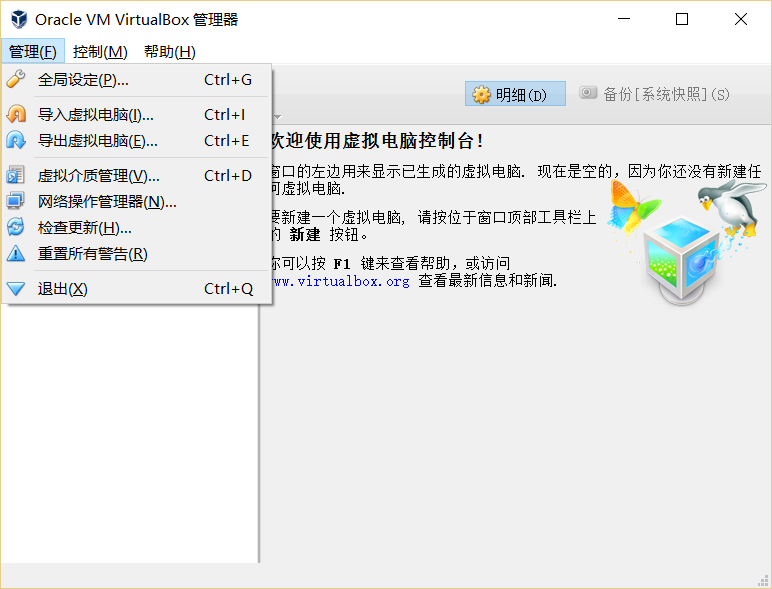 Oracle VM VirtualBox 管理器
管理(F) 控制(M) 帮助(H)
全局设定(P)... Ctrl+G
导入虚拟电脑(I)... Ctrl+I
导出虚拟电脑(E)... Ctrl+E
虚拟介质管理(V)... Ctrl+D
网络操作管理器(N)...
检查更新(H)...
重置所有警告(R)
退出(X) Ctrl+Q
明细(D) 备份[系统快照](S)
欢迎使用虚拟电脑控制台!
窗口的左边用来显示已生成的虚拟电脑. 现在是空的，因为你还没有新建任
何虚拟电脑.
要新建一个虚拟电脑, 请按位于窗口顶部工具栏上
的 新建 按钮。
你可以按 F1 键来查看帮助，或访问
www.virtualbox.org 查看最新信息和新闻.